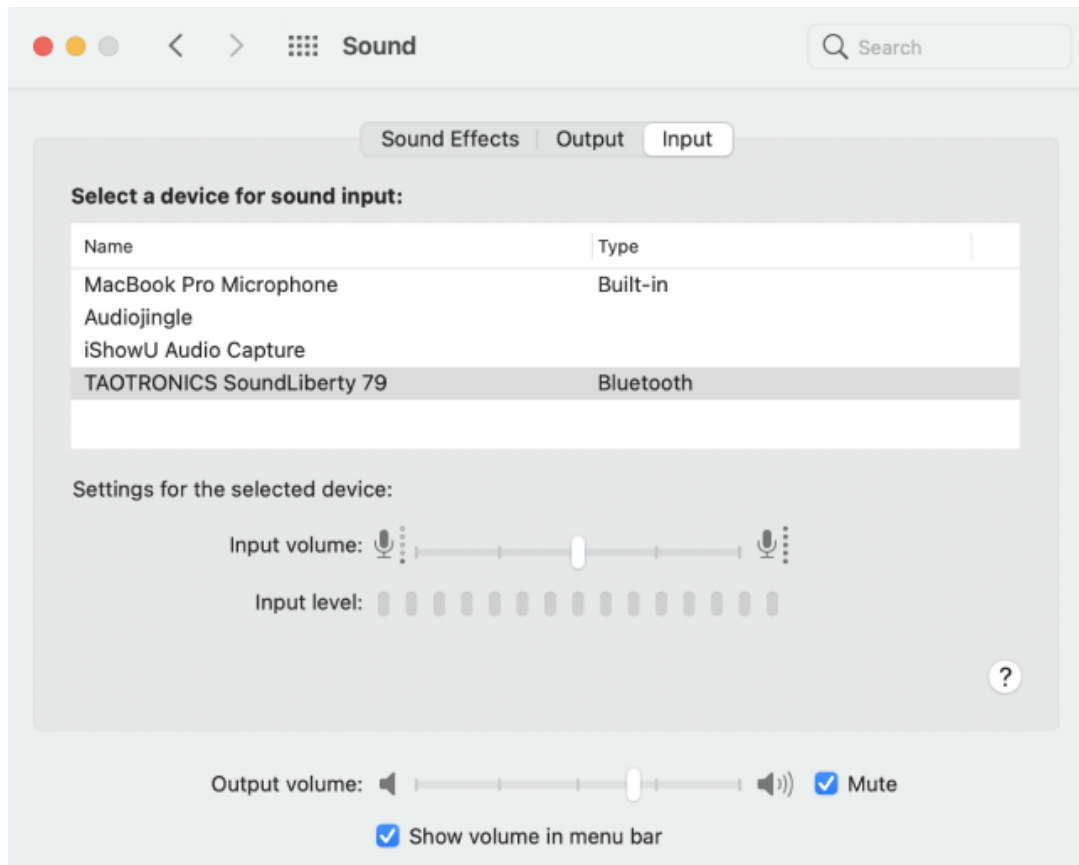 Sound
Search
Sound Effects Output Input
Select a device for sound input:
Name Type
MacBook Pro Microphone Built-in
Audiojingle
iShowU Audio Capture
TAOTRONICS SoundLiberty 79 Bluetooth
Settings for the selected device:
Input volume:
Input level:
?
Output volume: Mute
Show volume in menu bar